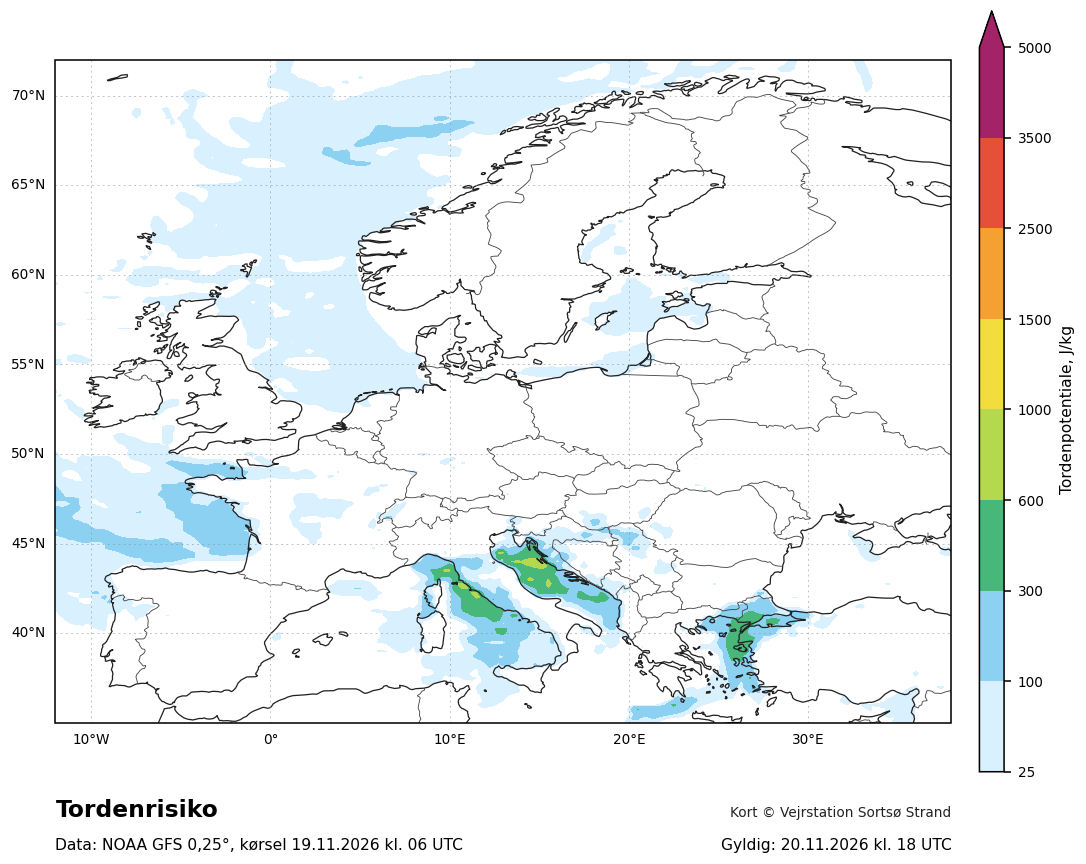 5000
3500
2500
1500
1000
600
300
100
25
Tordenpotentiale, J/kg
70°N
65°N
60°N
55°N
50°N
45°N
40°N
10°W
0°
10°E
20°E
30°E
Tordenrisiko
Kort © Vejrstation Sortsø Strand
Data: NOAA GFS 0,25°, kørsel 19.11.2026 kl. 06 UTC
Gyldig: 20.11.2026 kl. 18 UTC